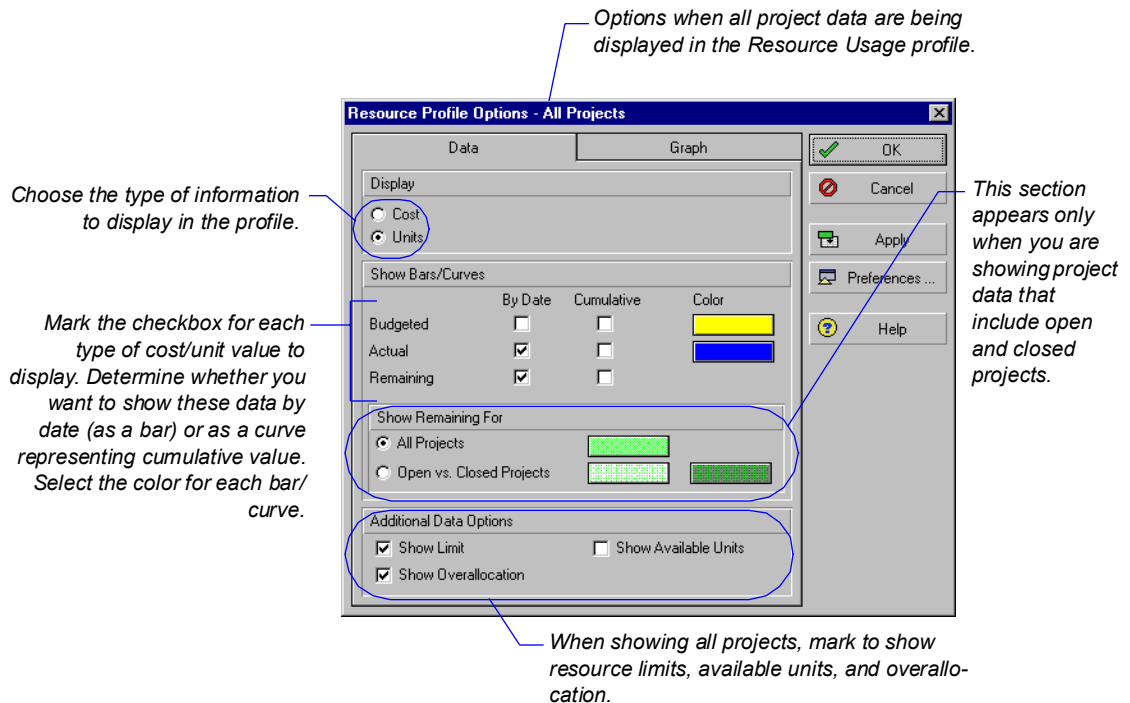 Options when all project data are being
displayed in the Resource Usage profile.
Resource Profile Options - All Projects
Data
Graph
OK
Cancel
Apply
Preferences ...
Help
Display
Cost
Units
Choose the type of information
to display in the profile.
Show Bars/Curves
By Date Cumulative Color
Budgeted
Actual
Remaining
Mark the checkbox for each
type of cost/unit value to
display. Determine whether you
want to show these data by
date (as a bar) or as a curve
representing cumulative value.
Select the color for each bar/
curve.
Show Remaining For
All Projects
Open vs. Closed Projects
This section
appears only
when you are
showing project
data that
include open
and closed
projects.
Additional Data Options
Show Limit
Show Available Units
Show Overallocation
When showing all projects, mark to show
resource limits, available units, and overallo-
cation.